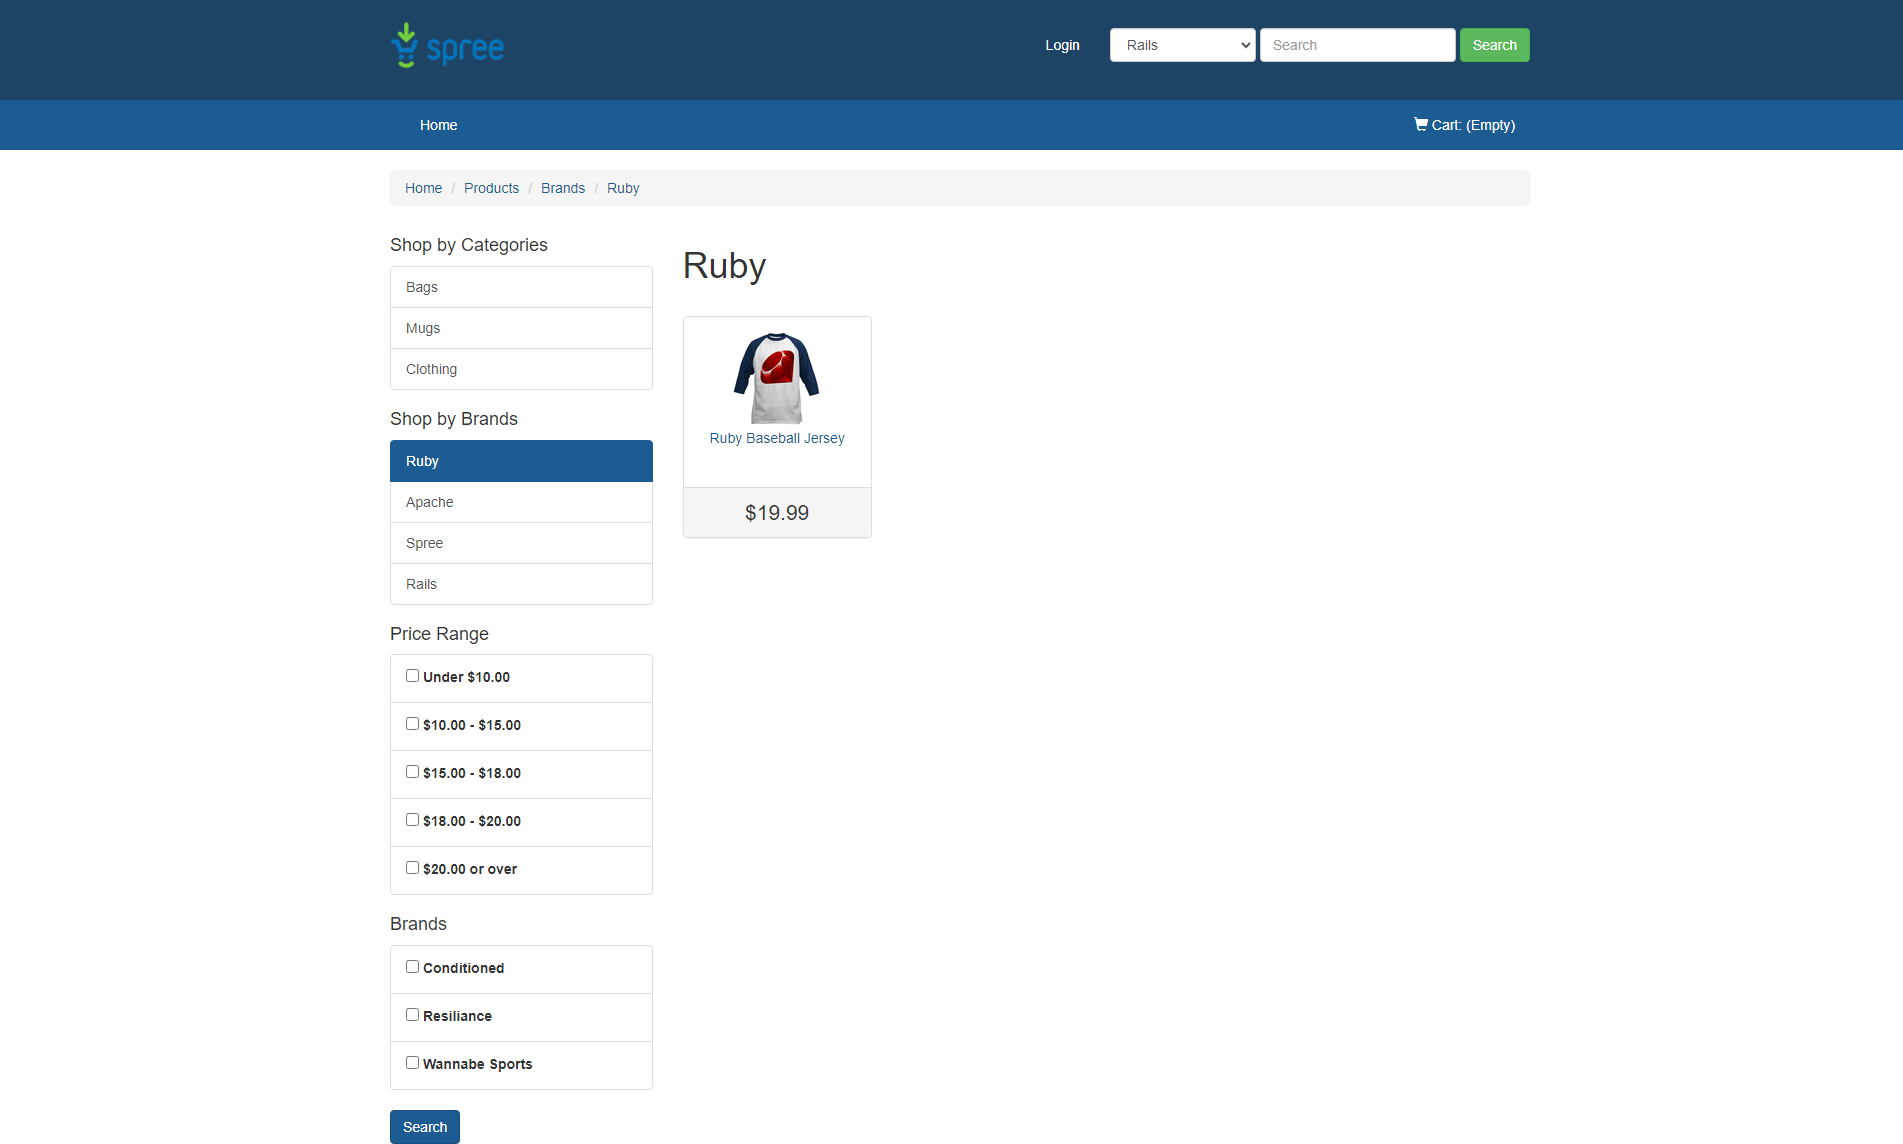 spree
Login
Rails
Search
Search
Home
Cart: (Empty)
Home / Products / Brands / Ruby
Shop by Categories
Bags
Mugs
Clothing
Shop by Brands
Ruby
Apache
Spree
Rails
Price Range
Under $10.00
$10.00 - $15.00
$15.00 - $18.00
$18.00 - $20.00
$20.00 or over
Brands
Conditioned
Resiliance
Wannabe Sports
Search
Ruby
Ruby Baseball Jersey
$19.99